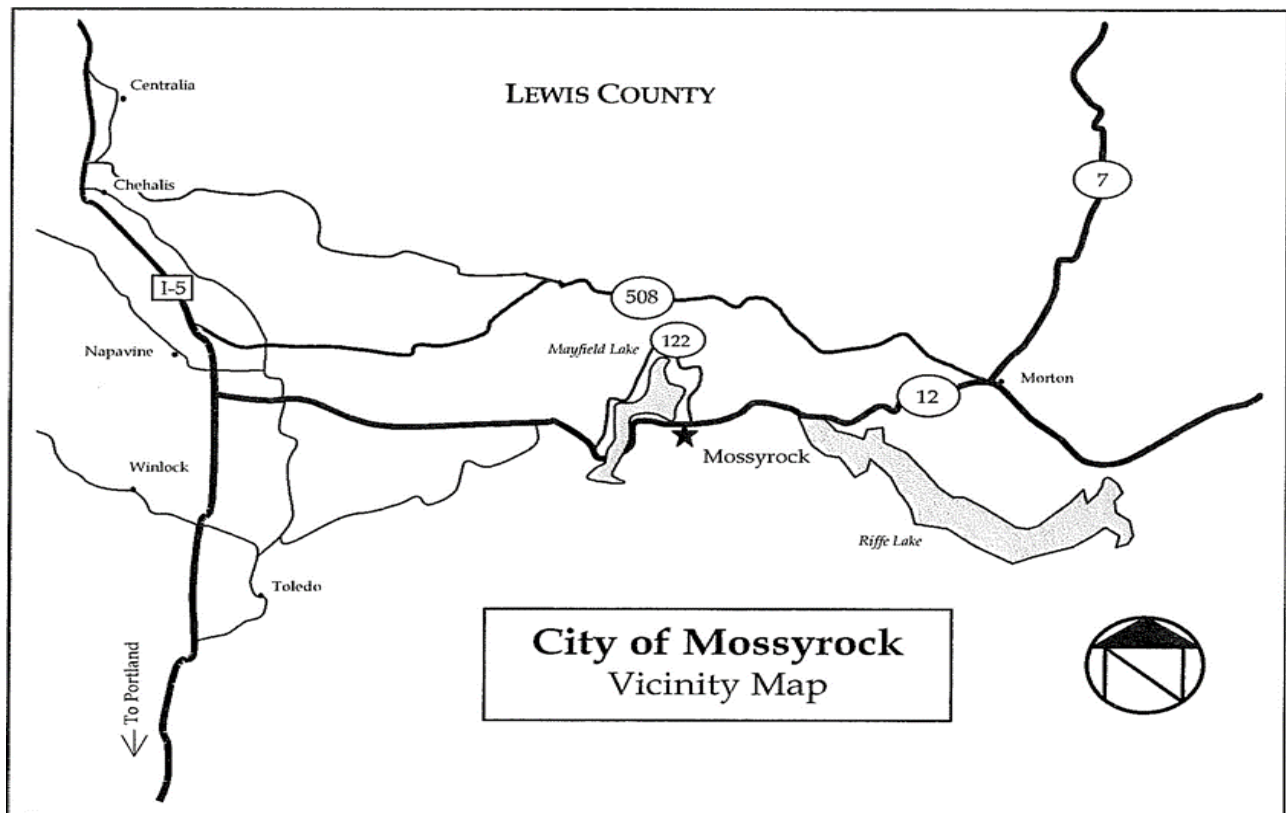 Centralia
LEWIS COUNTY
Chehalis
7
I-5
508
Napavine
Mayfield Lake
122
Morton
12
Winlock
Mossyrock
Riffe Lake
Toledo
City of Mossyrock
Vicinity Map
To Portland